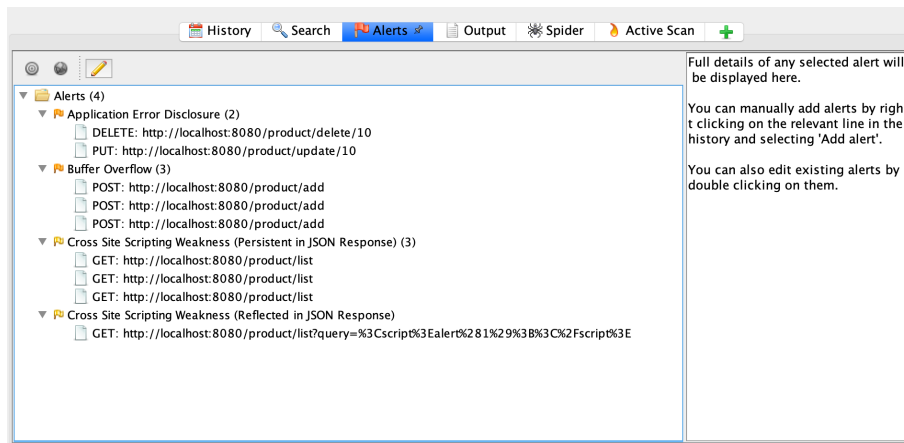 History Search Alerts Output Spider Active Scan
Full details of any selected alert will
be displayed here.
You can manually add alerts by righ
t clicking on the relevant line in the
history and selecting 'Add alert'.
You can also edit existing alerts by
double clicking on them.
Alerts (4)
Application Error Disclosure (2)
DELETE: http://localhost:8080/product/delete/10
PUT: http://localhost:8080/product/update/10
Buffer Overflow (3)
POST: http://localhost:8080/product/add
POST: http://localhost:8080/product/add
POST: http://localhost:8080/product/add
Cross Site Scripting Weakness (Persistent in JSON Response) (3)
GET: http://localhost:8080/product/list
GET: http://localhost:8080/product/list
GET: http://localhost:8080/product/list
Cross Site Scripting Weakness (Reflected in JSON Response)
GET: http://localhost:8080/product/list?query=%3Cscript%3Ealert%281%29%3B%3C%2Fscript%3E